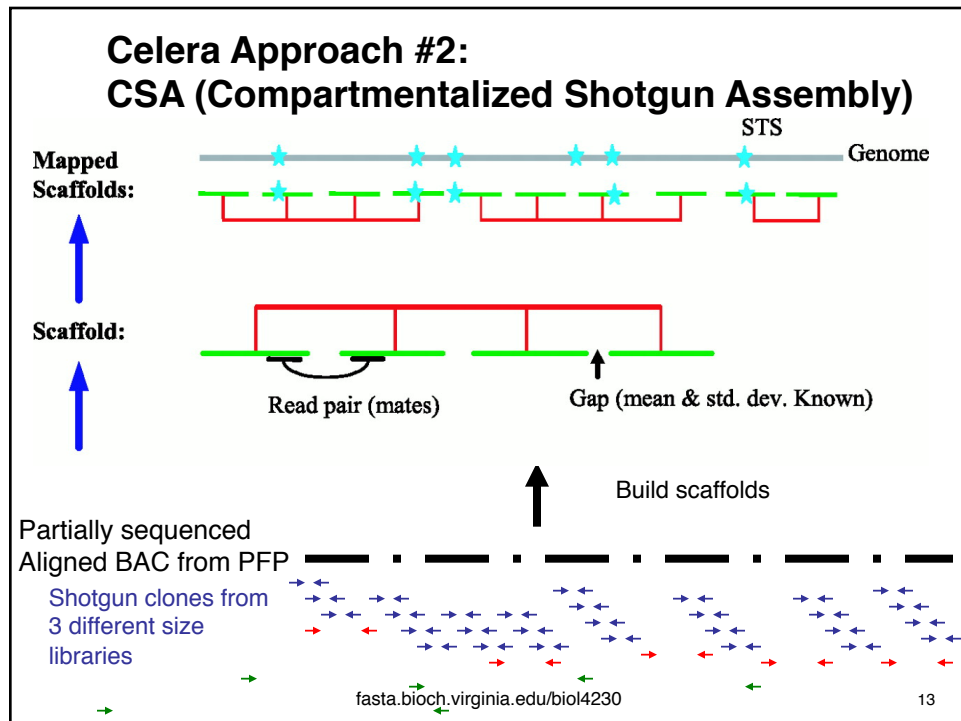 Celera Approach #2:
CSA (Compartmentalized Shotgun Assembly)
STS
Genome
Mapped
Scaffolds:
Scaffold:
Read pair (mates)
Gap (mean & std. dev. Known)
Build scaffolds
Partially sequenced
Aligned BAC from PFP
Shotgun clones from
3 different size
libraries
fasta.bioch.virginia.edu/biol4230
13